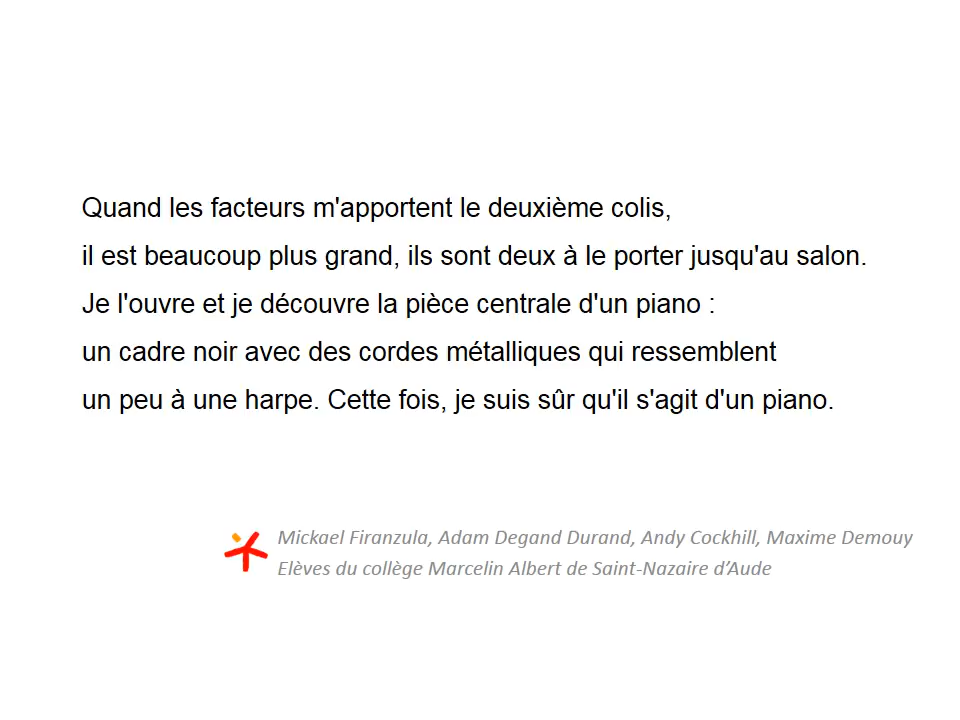 Quand les facteurs m'apportent le deuxième colis,
il est beaucoup plus grand, ils sont deux à le porter jusqu'au salon.
Je l'ouvre et je découvre la pièce centrale d'un piano :
un cadre noir avec des cordes métalliques qui ressemblent
un peu à une harpe. Cette fois, je suis sûr qu'il s'agit d'un piano.
Mickael Firanzula, Adam Degand Durand, Andy Cockhill, Maxime Demouy
Elèves du collège Marcelin Albert de Saint-Nazaire d’Aude